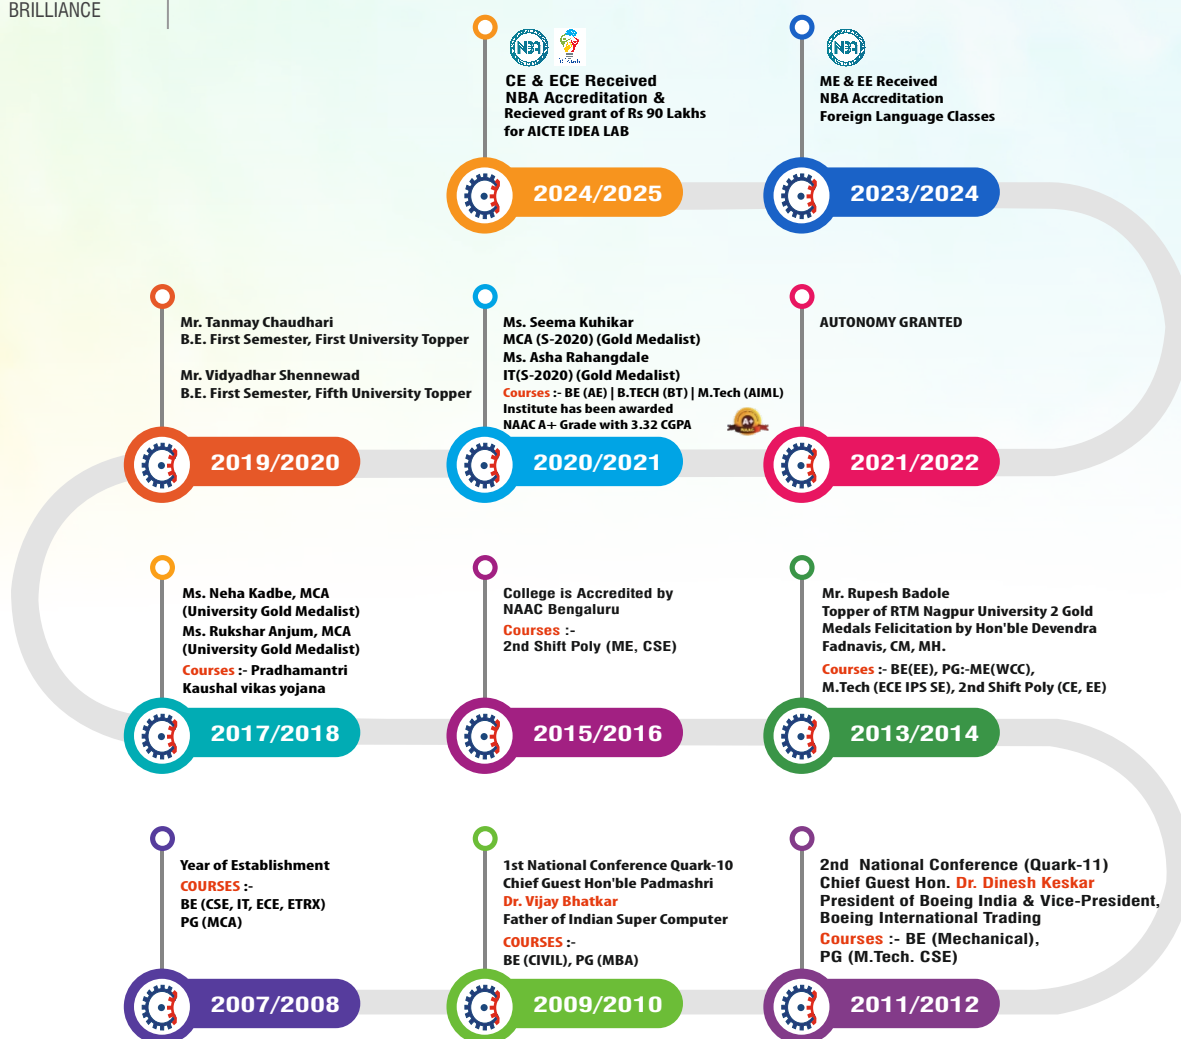 BRILLIANCE
CE & ECE Received
NBA Accreditation &
Recieved grant of Rs 90 Lakhs
for AICTE IDEA LAB
2024/2025
ME & EE Received
NBA Accreditation
Foreign Language Classes
2023/2024
Mr. Tanmay Chaudhari
B.E. First Semester, First University Topper
Mr. Vidyadhar Shennewad
B.E. First Semester, Fifth University Topper
2019/2020
Ms. Seema Kuhikar
MCA (S-2020) (Gold Medalist)
Ms. Asha Rahangdale
IT(S-2020) (Gold Medalist)
Courses :- BE (AE) | B.TECH (BT) | M.Tech (AIML)
Institute has been awarded
NAAC A+ Grade with 3.32 CGPA
A+
NAAC
2020/2021
AUTONOMY GRANTED
2021/2022
Ms. Neha Kadbe, MCA
(University Gold Medalist)
Ms. Rukshar Anjum, MCA
(University Gold Medalist)
Courses :- Pradhamantri
Kaushal vikas yojana
2017/2018
College is Accredited by
NAAC Bengaluru
Courses :-
2nd Shift Poly (ME, CSE)
2015/2016
Mr. Rupesh Badole
Topper of RTM Nagpur University 2 Gold
Medals Felicitation by Hon'ble Devendra
Fadnavis, CM, MH.
Courses :- BE(EE), PG:-ME(WCC),
M.Tech (ECE IPS SE), 2nd Shift Poly (CE, EE)
2013/2014
Year of Establishment
COURSES :-
BE (CSE, IT, ECE, ETRX)
PG (MCA)
2007/2008
1st National Conference Quark-10
Chief Guest Hon'ble Padmashri
Dr. Vijay Bhatkar
Father of Indian Super Computer
COURSES :-
BE (CIVIL), PG (MBA)
2009/2010
2nd National Conference (Quark-11)
Chief Guest Hon. Dr. Dinesh Keskar
President of Boeing India & Vice-President,
Boeing International Trading
Courses :- BE (Mechanical),
PG (M.Tech. CSE)
2011/2012